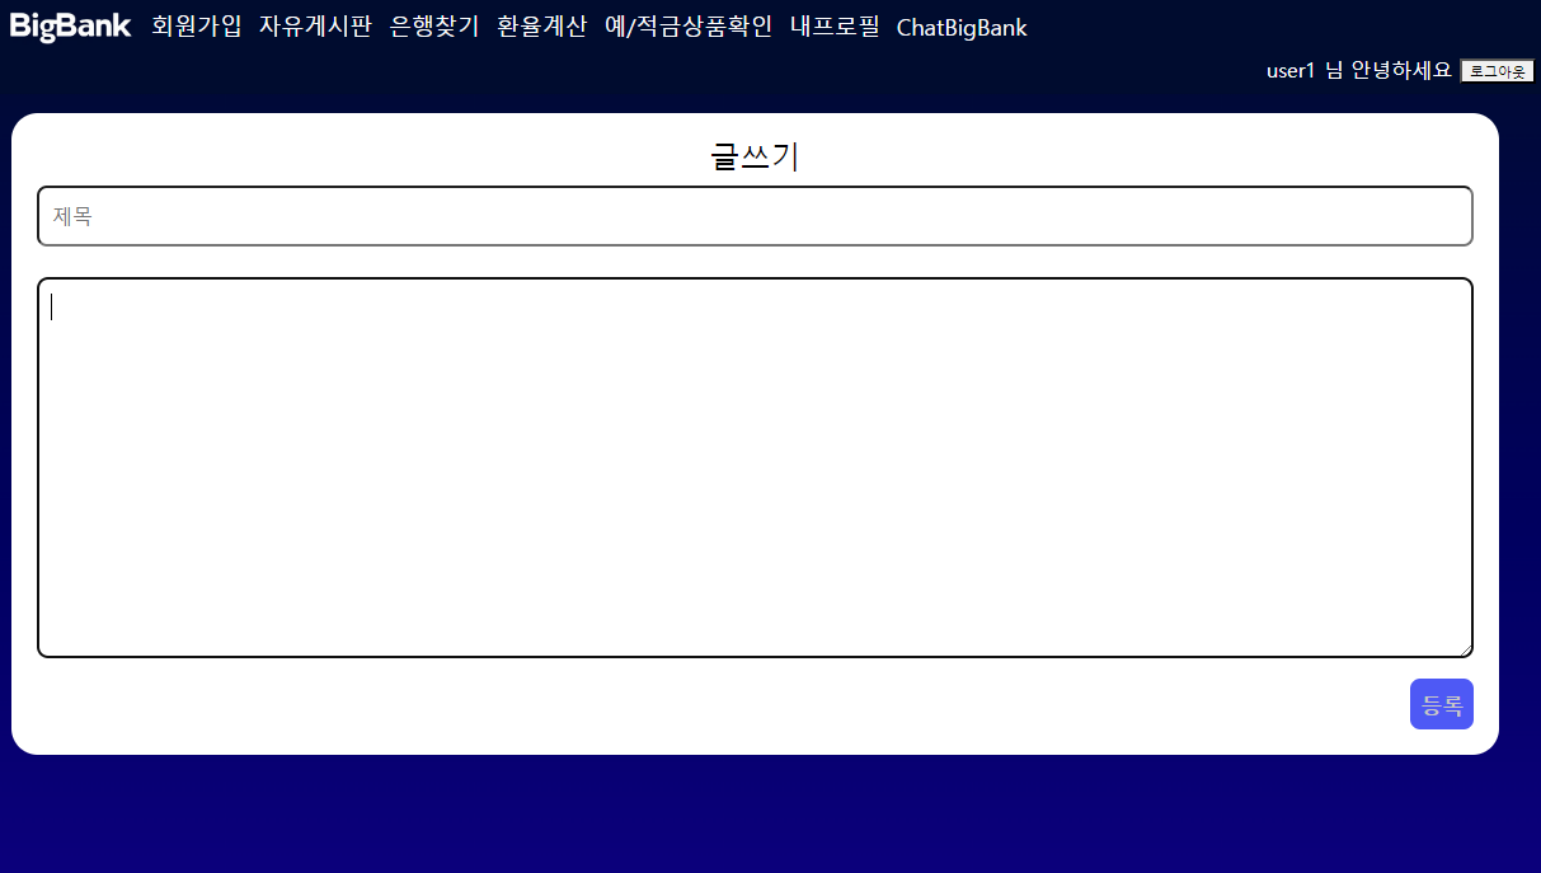 BigBank 회원가입 자유게시판 은행찾기 환율계산 예/적금상품확인 내프로필 ChatBigBank
user1 님 안녕하세요 로그아웃
글쓰기
제목
등록